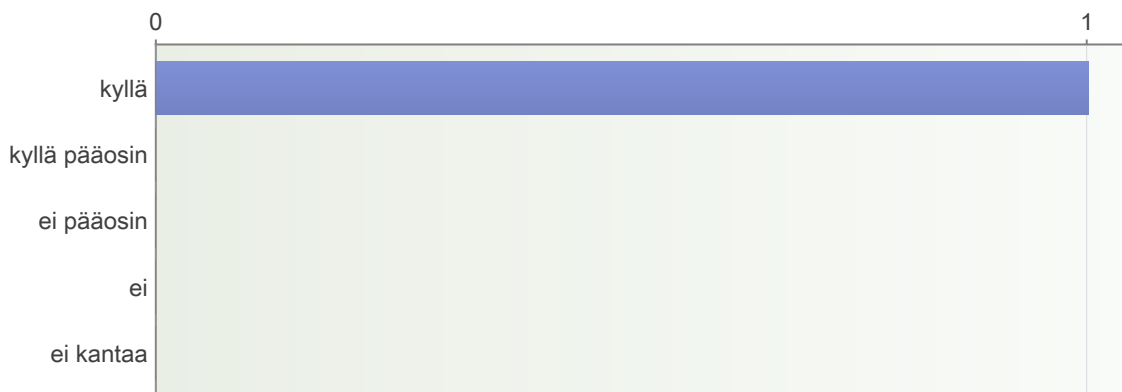 0 1
kyllä
kyllä pääosin
ei pääosin
ei
ei kantaa